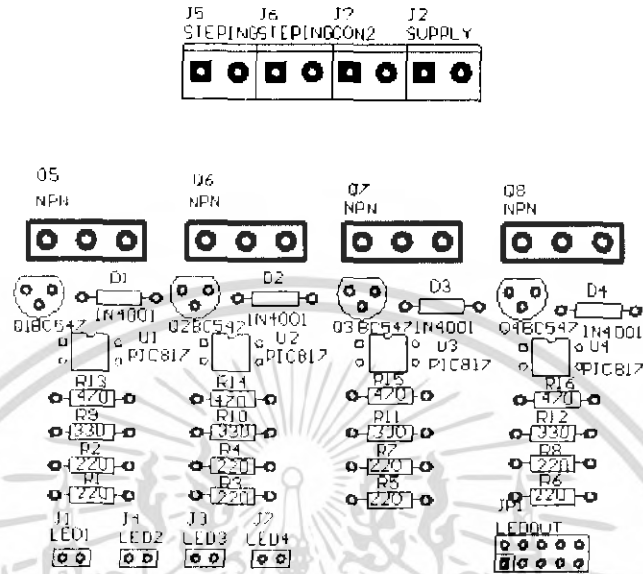 J5 J6 J? J2
STEPING STEPING CON2 SUPPLY
Q5 Q6 Q7 Q8
NPN NPN NPN NPN
D1 D2 D3 D4
1N4001 1N4001 1N4001 1N4001
Q1BC547 Q2BC547 Q3BC547 Q4BC547
U1 U2 U3 U4
PIC817 PIC817 PIC817 PIC817
R13 R14 R15 R16
470 470 470 470
R9 R10 R11 R12
330 330 330 330
R2 R4 R7 R8
220 220 220 220
R1 R3 R5 R6
220 220 220 220
J1 J4 J3 J? JP1
LED1 LED2 LED3 LED4 LEDOUT